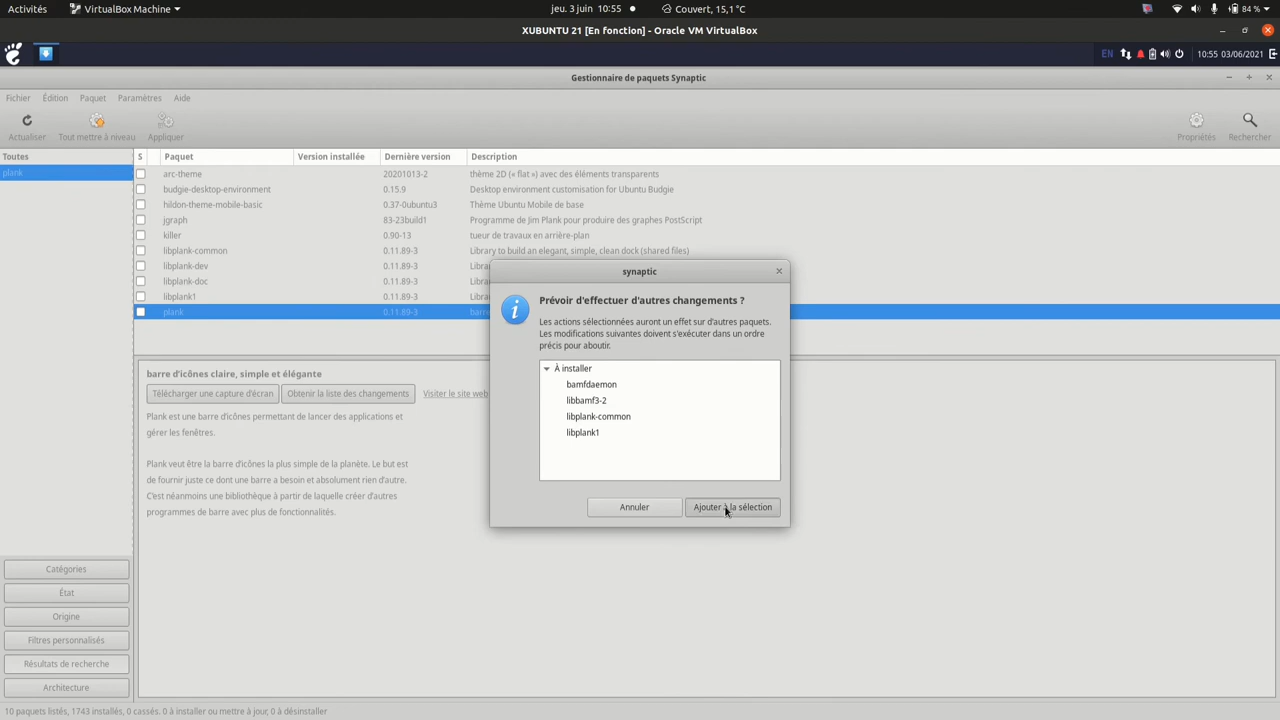 Activités
VirtualBox Machine
jeu. 3 juin 10:55
Couvert, 15,1 °C
84 %
XUBUNTU 21 [En fonction] - Oracle VM VirtualBox
EN
10:55 03/06/2021
Gestionnaire de paquets Synaptic
Fichier Édition Paquet Paramètres Aide
Actualiser Tout mettre à niveau Appliquer Propriétés Rechercher
Toutes
plank
S Paquet Version installée Dernière version Description
arc-theme 20201013-2 thème 2D (« flat ») avec des éléments transparents
budgie-desktop-environment 0.15.9 Desktop environment customisation for Ubuntu Budgie
hildon-theme-mobile-basic 0.37-0ubuntu3 Thème Ubuntu Mobile de base
jgraph 83-23build1 Programme de Jim Plank pour produire des graphes PostScript
killer 0.90-13 tueur de travaux en arrière-plan
libplank-common 0.11.89-3 Library to build an elegant, simple, clean dock (shared files)
libplank-dev 0.11.89-3 Libra
libplank-doc 0.11.89-3 Libra
libplank1 0.11.89-3 Libra
plank 0.11.89-3 barre
synaptic
Prévoir d'effectuer d'autres changements ?
Les actions sélectionnées auront un effet sur d'autres paquets.
Les modifications suivantes doivent s'exécuter dans un ordre
précis pour aboutir.
À installer
bamfdaemon
libbamf3-2
libplank-common
libplank1
Annuler Ajouter à la sélection
barre d'icônes claire, simple et élégante
Télécharger une capture d'écran Obtenir la liste des changements Visiter le site web
Plank est une barre d'icônes permettant de lancer des applications et
gérer les fenêtres.
Plank veut être la barre d'icônes la plus simple de la planète. Le but est
de fournir juste ce dont une barre a besoin et absolument rien d'autre.
C'est néanmoins une bibliothèque à partir de laquelle créer d'autres
programmes de barre avec plus de fonctionnalités.
Catégories
État
Origine
Filtres personnalisés
Résultats de recherche
Architecture
10 paquets listés, 1743 installés, 0 cassés. 0 à installer ou mettre à jour, 0 à désinstaller